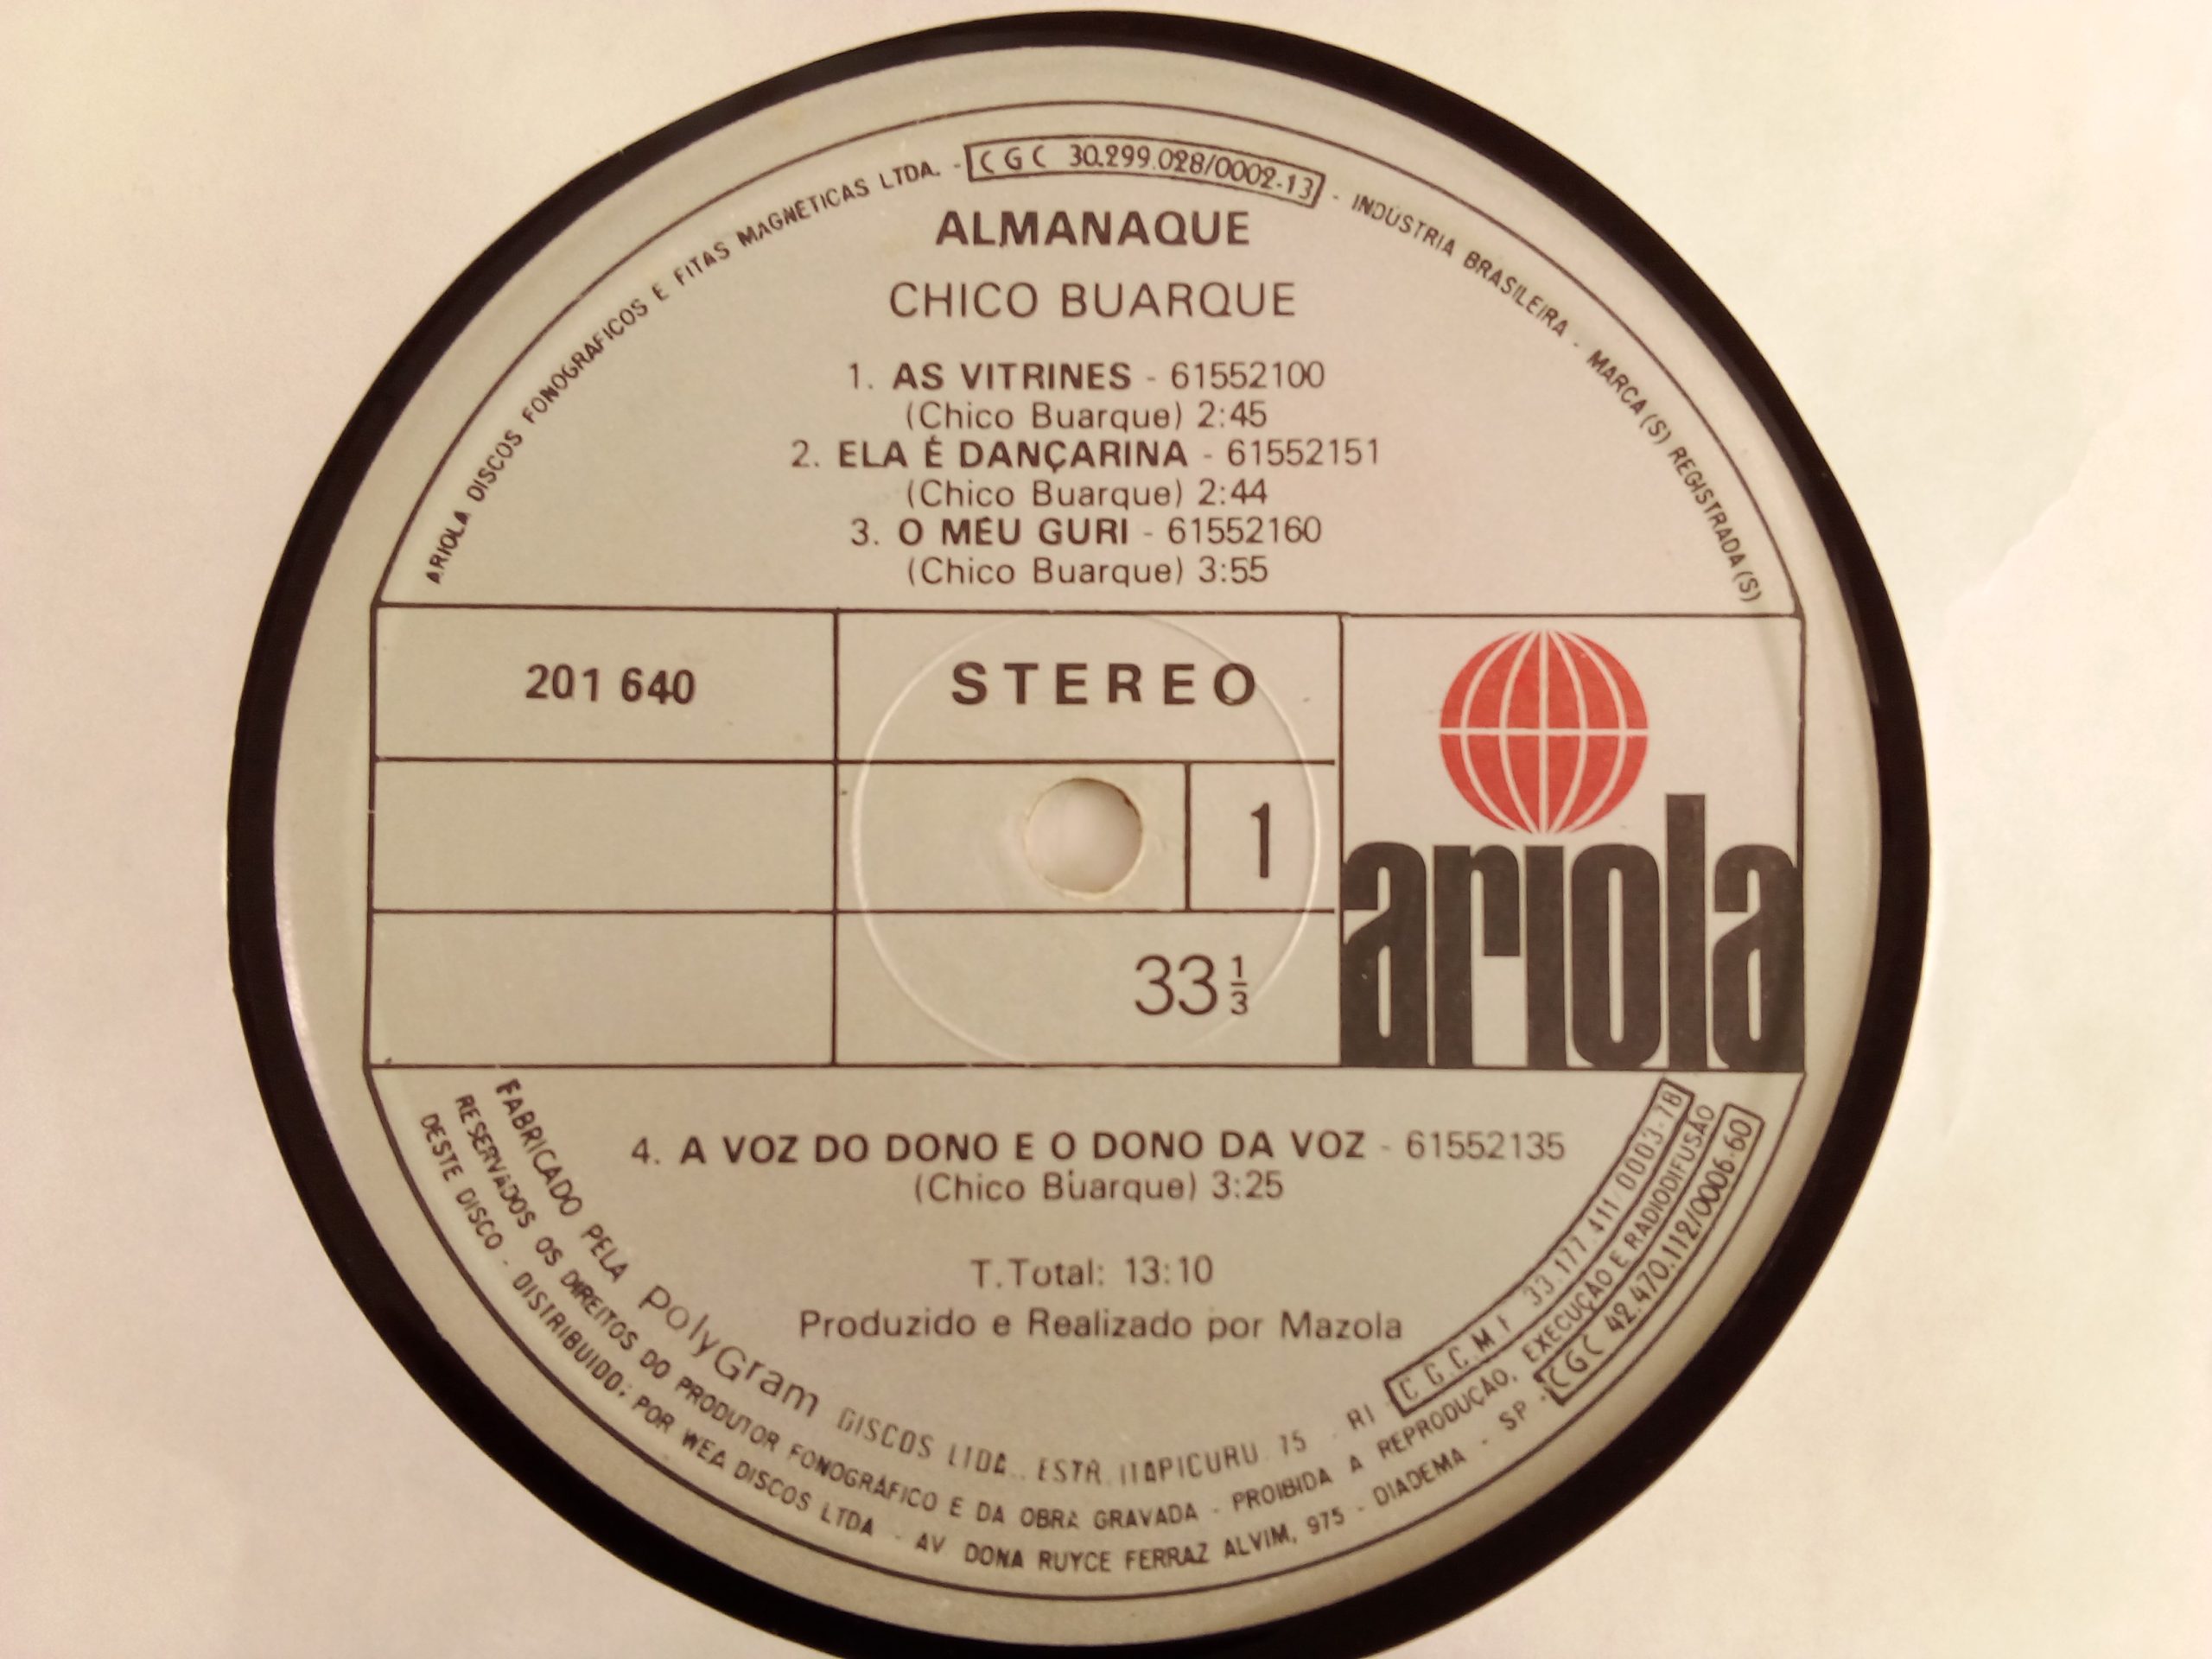 ARIOLA DISCOS FONOGRÁFICOS E FITAS MAGNÉTICAS LTDA. - CGC 30.299.028/0002-13 - INDÚSTRIA BRASILEIRA - MARCA (S) REGISTRADA (S)
ALMANAQUE
CHICO BUARQUE
1. AS VITRINES - 61552100
(Chico Buarque) 2:45
2. ELA É DANÇARINA - 61552151
(Chico Buarque) 2:44
3. O MEU GURI - 61552160
(Chico Buarque) 3:55
201 640
STEREO
1
33 1/3
ariola
4. A VOZ DO DONO E O DONO DA VOZ - 61552135
(Chico Buarque) 3:25
T.Total: 13:10
Produzido e Realizado por Mazola
FABRICADO PELA PolyGram DISCOS LTDA. ESTR. ITAPICURU 75 - RJ - C.G.C.M.F. 33.177.411/0003-78
RESERVADOS OS DIREITOS DO PRODUTOR FONOGRÁFICO E DA OBRA GRAVADA - PROIBIDA A REPRODUÇÃO, EXECUÇÃO E RADIODIFUSÃO
DESTE DISCO - DISTRIBUIDO; POR WEA DISCOS LTDA - AV DONA RUYCE FERRAZ ALVIM, 975 - DIADEMA - SP - CGC 42.470.112/0006-60